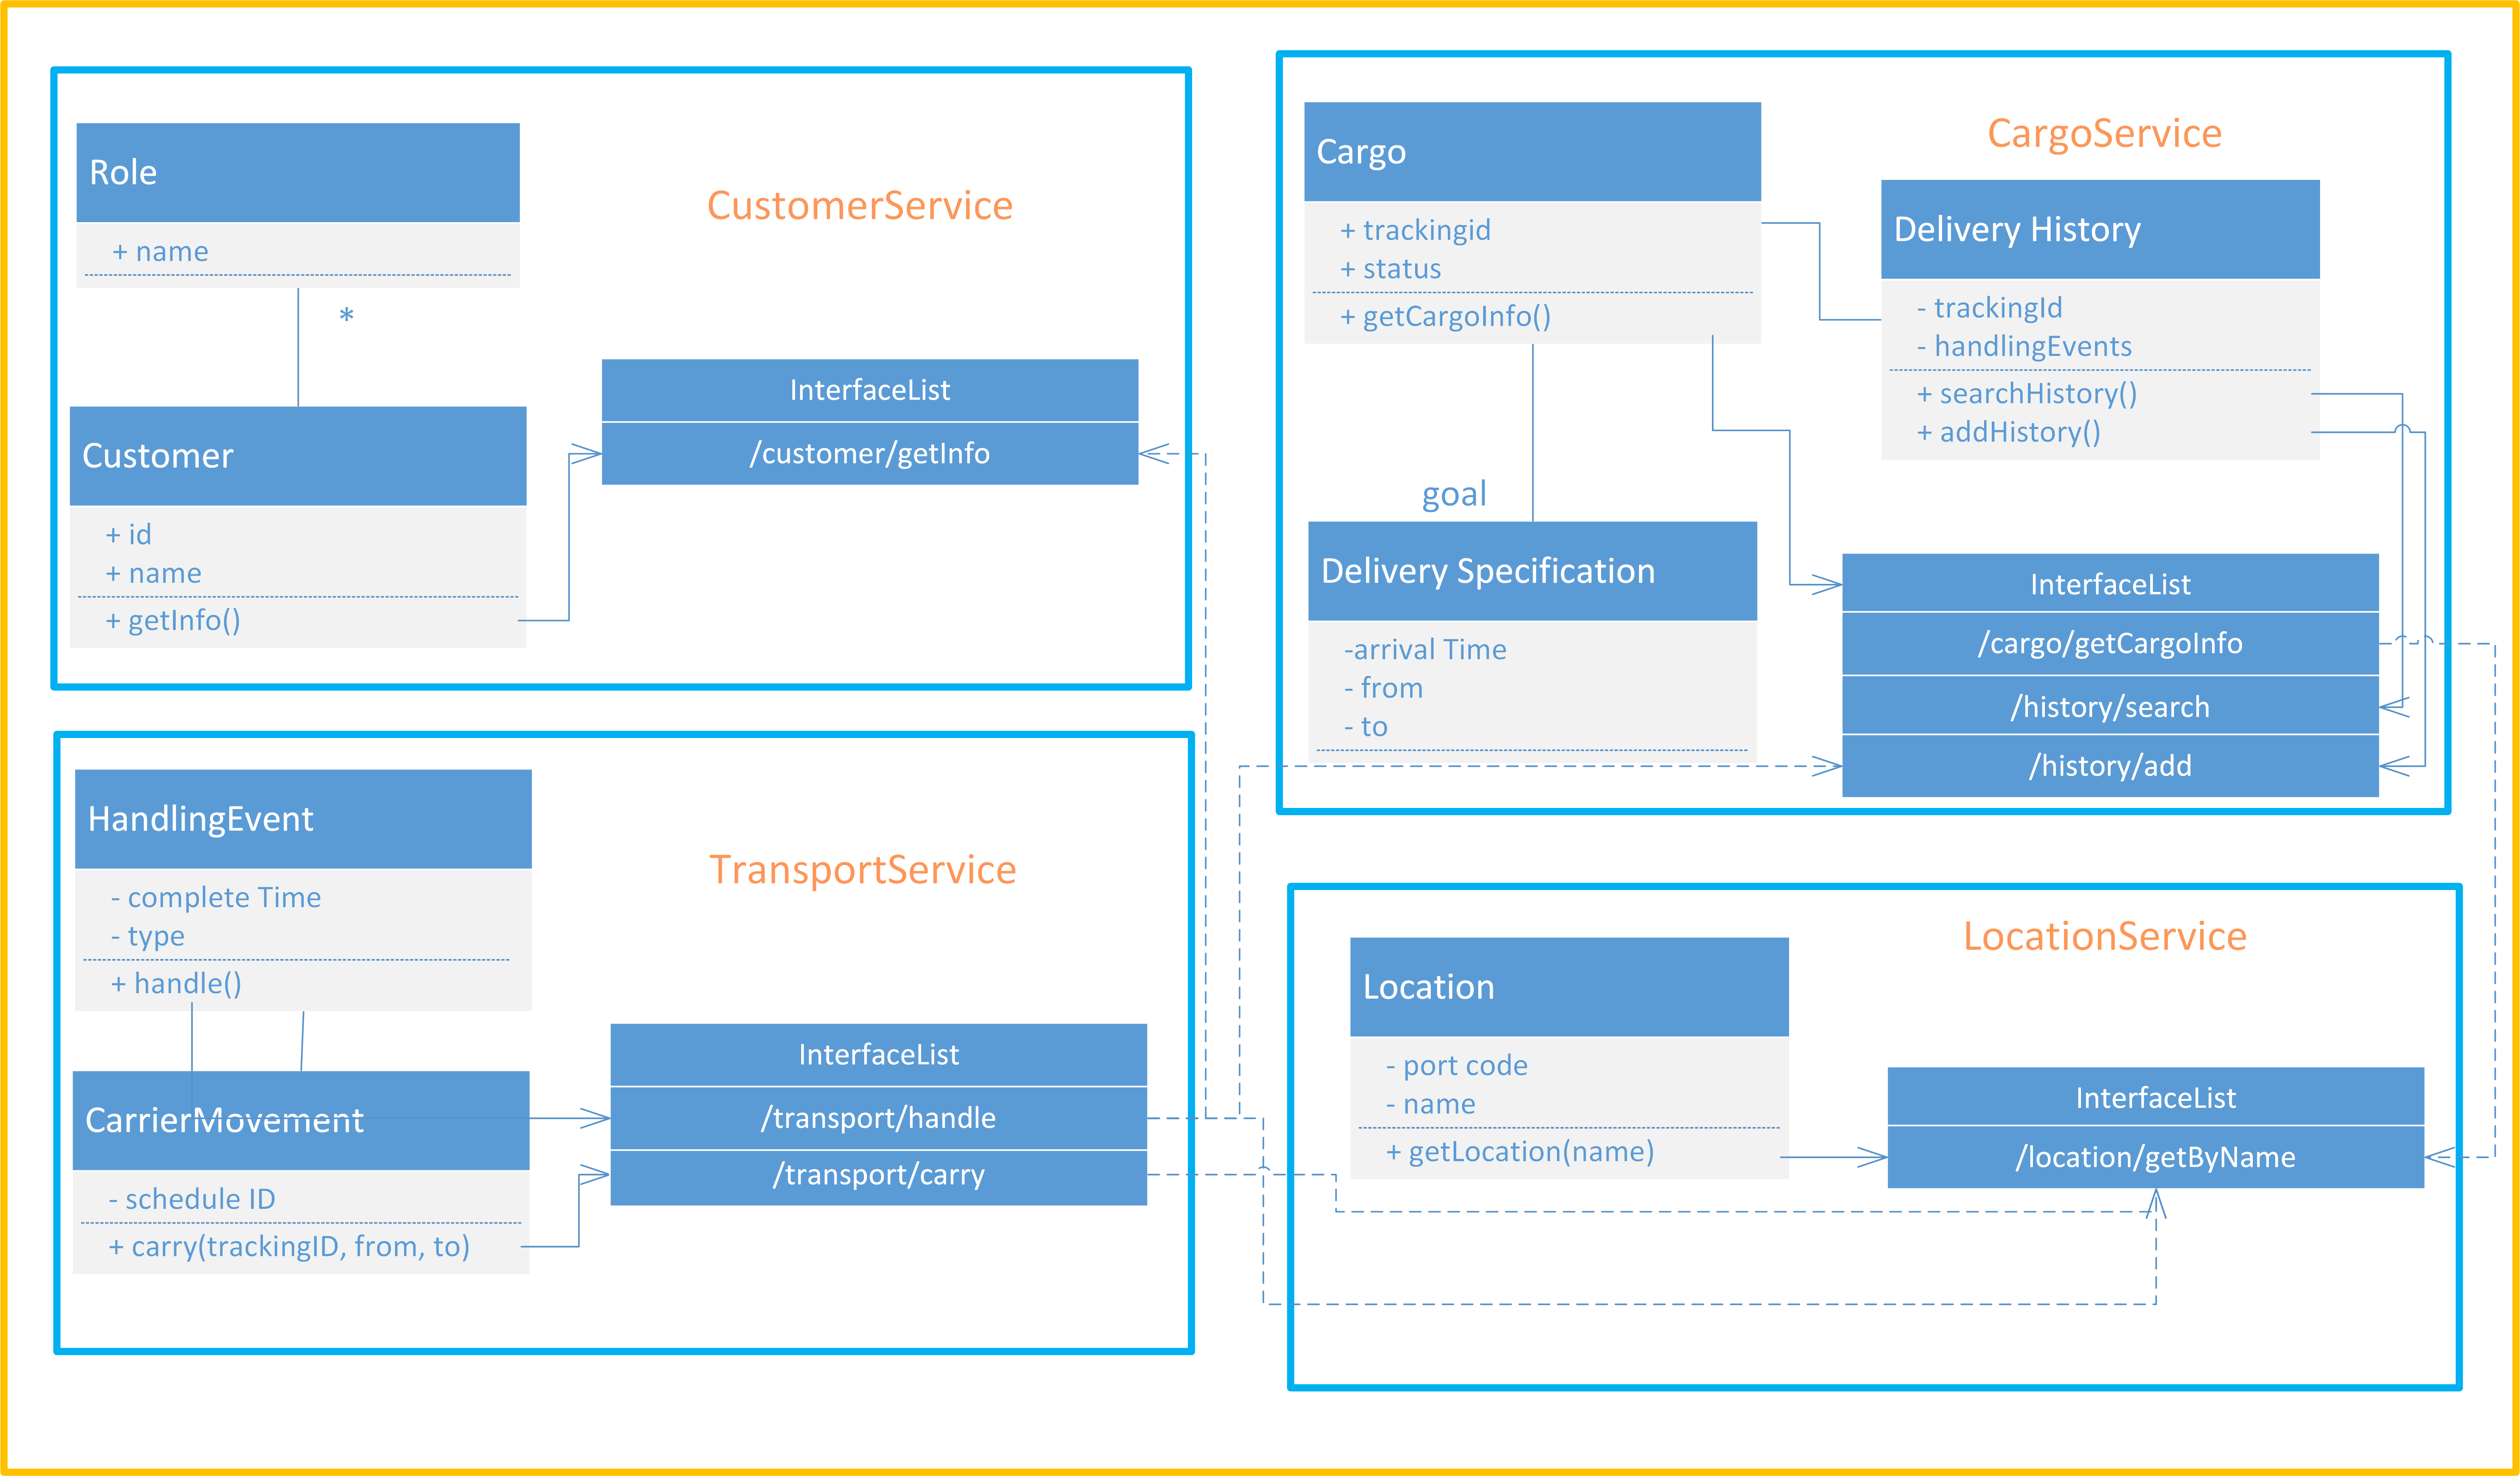 CustomerService
Role
+ name
*
Customer
+ id
+ name
+ getInfo()
InterfaceList
/customer/getInfo
CargoService
Cargo
+ trackingid
+ status
+ getCargoInfo()
Delivery History
- trackingId
- handlingEvents
+ searchHistory()
+ addHistory()
goal
Delivery Specification
-arrival Time
- from
- to
InterfaceList
/cargo/getCargoInfo
/history/search
/history/add
TransportService
HandlingEvent
- complete Time
- type
+ handle()
CarrierMovement
- schedule ID
+ carry(trackingID, from, to)
InterfaceList
/transport/handle
/transport/carry
LocationService
Location
- port code
- name
+ getLocation(name)
InterfaceList
/location/getByName